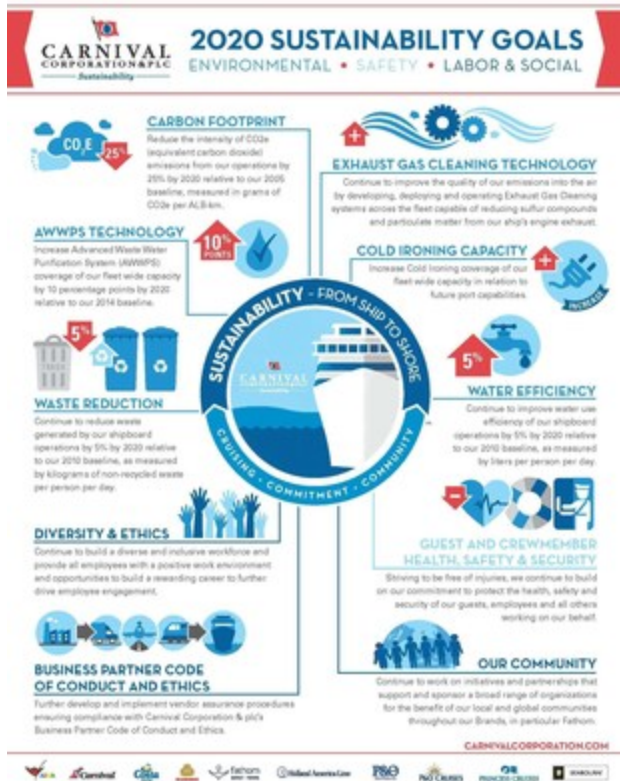 CARNIVAL
CORPORATION & PLC
Sustainability
2020 SUSTAINABILITY GOALS
ENVIRONMENTAL • SAFETY • LABOR & SOCIAL
CARBON FOOTPRINT
CO₂E
25%
Reduce the intensity of CO2e
(equivalent carbon dioxide)
emissions from our operations by
25% by 2020 relative to our 2005
baseline, measured in grams of
CO2e per ALB-km.
EXHAUST GAS CLEANING TECHNOLOGY
Continue to improve the quality of our emissions into the air
by developing, deploying and operating Exhaust Gas Cleaning
systems across the fleet capable of reducing sulfur compounds
and particulate matter from our ship's engine exhaust.
AWWPS TECHNOLOGY
10%
POINTS
Increase Advanced Waste Water
Purification System (AWWPS)
coverage of our fleet wide capacity
by 10 percentage points by 2020
relative to our 2014 baseline.
COLD IRONING CAPACITY
Increase Cold Ironing coverage of our
fleet wide capacity in relation to
future port capabilities.
INCREASE
SUSTAINABILITY - FROM SHIP TO SHORE
CARNIVAL
CRUISING • COMMITMENT • COMMUNITY
5%
WASTE REDUCTION
Continue to reduce waste
generated by our shipboard
operations by 5% by 2020 relative
to our 2010 baseline, as measured
by kilograms of non-recycled waste
per person per day.
5%
WATER EFFICIENCY
Continue to improve water use
efficiency of our shipboard
operations by 5% by 2020 relative
to our 2010 baseline, as measured
by liters per person per day.
DIVERSITY & ETHICS
Continue to build a diverse and inclusive workforce and
provide all employees with a positive work environment
and opportunities to build a rewarding career to further
drive employee engagement.
GUEST AND CREWMEMBER
HEALTH, SAFETY & SECURITY
Striving to be free of injuries, we continue to build
on our commitment to protect the health, safety and
security of our guests, employees and all others
working on our behalf.
BUSINESS PARTNER CODE
OF CONDUCT AND ETHICS
Further develop and implement vendor assurance procedures
ensuring compliance with Carnival Corporation & plc's
Business Partner Code of Conduct and Ethics.
OUR COMMUNITY
Continue to work on initiatives and partnerships that
support and sponsor a broad range of organizations
for the benefit of our local and global communities
throughout our Brands, in particular Fathom.
CARNIVALCORPORATION.COM
Carnival
Costa
fathom
Holland America Line
P&O
P&O CRUISES
PRINCESS CRUISES
SEABOURN